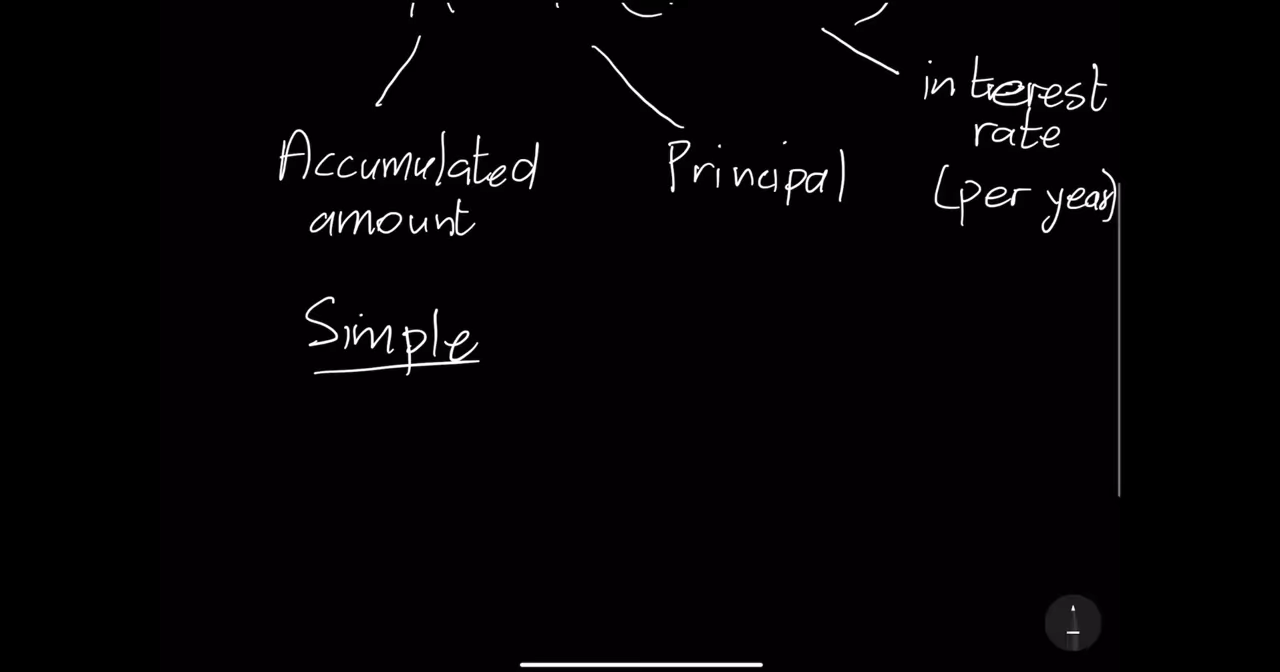 interest
rate
(per year)
Accumulated
amount
Principal
Simple